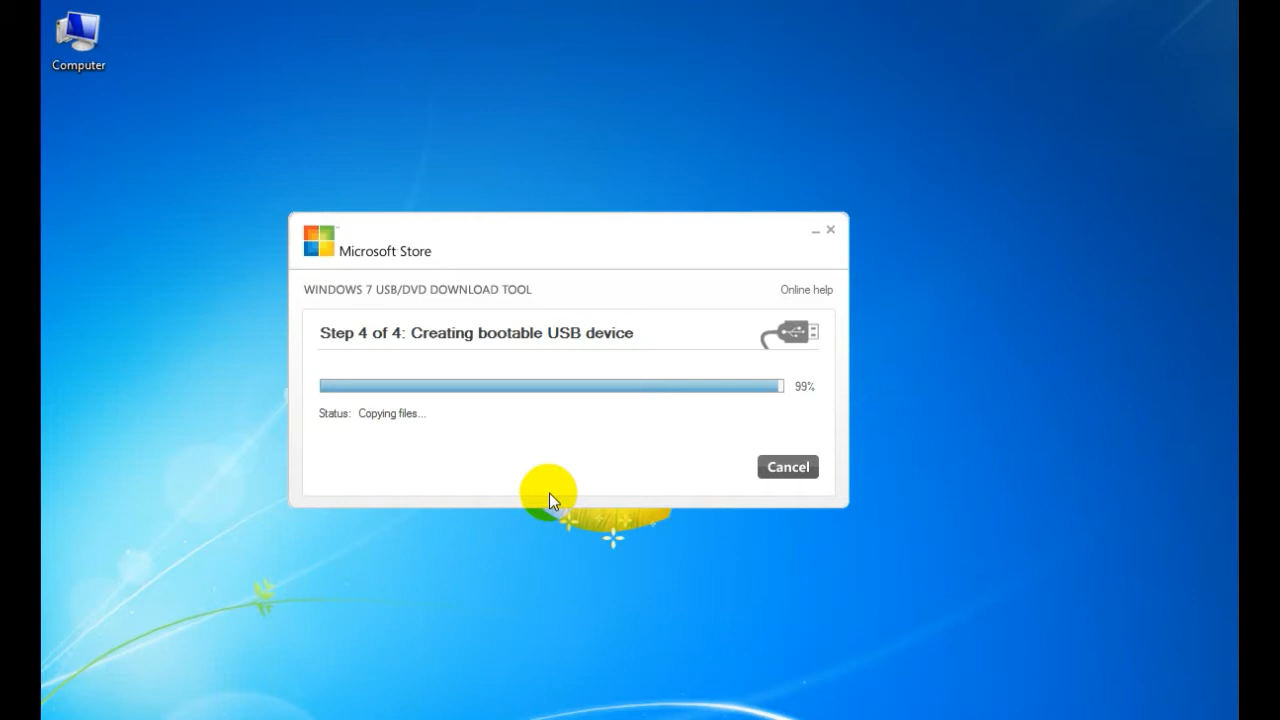 Computer
Microsoft Store
WINDOWS 7 USB/DVD DOWNLOAD TOOL
Online help
Step 4 of 4: Creating bootable USB device
99%
Status: Copying files...
Cancel